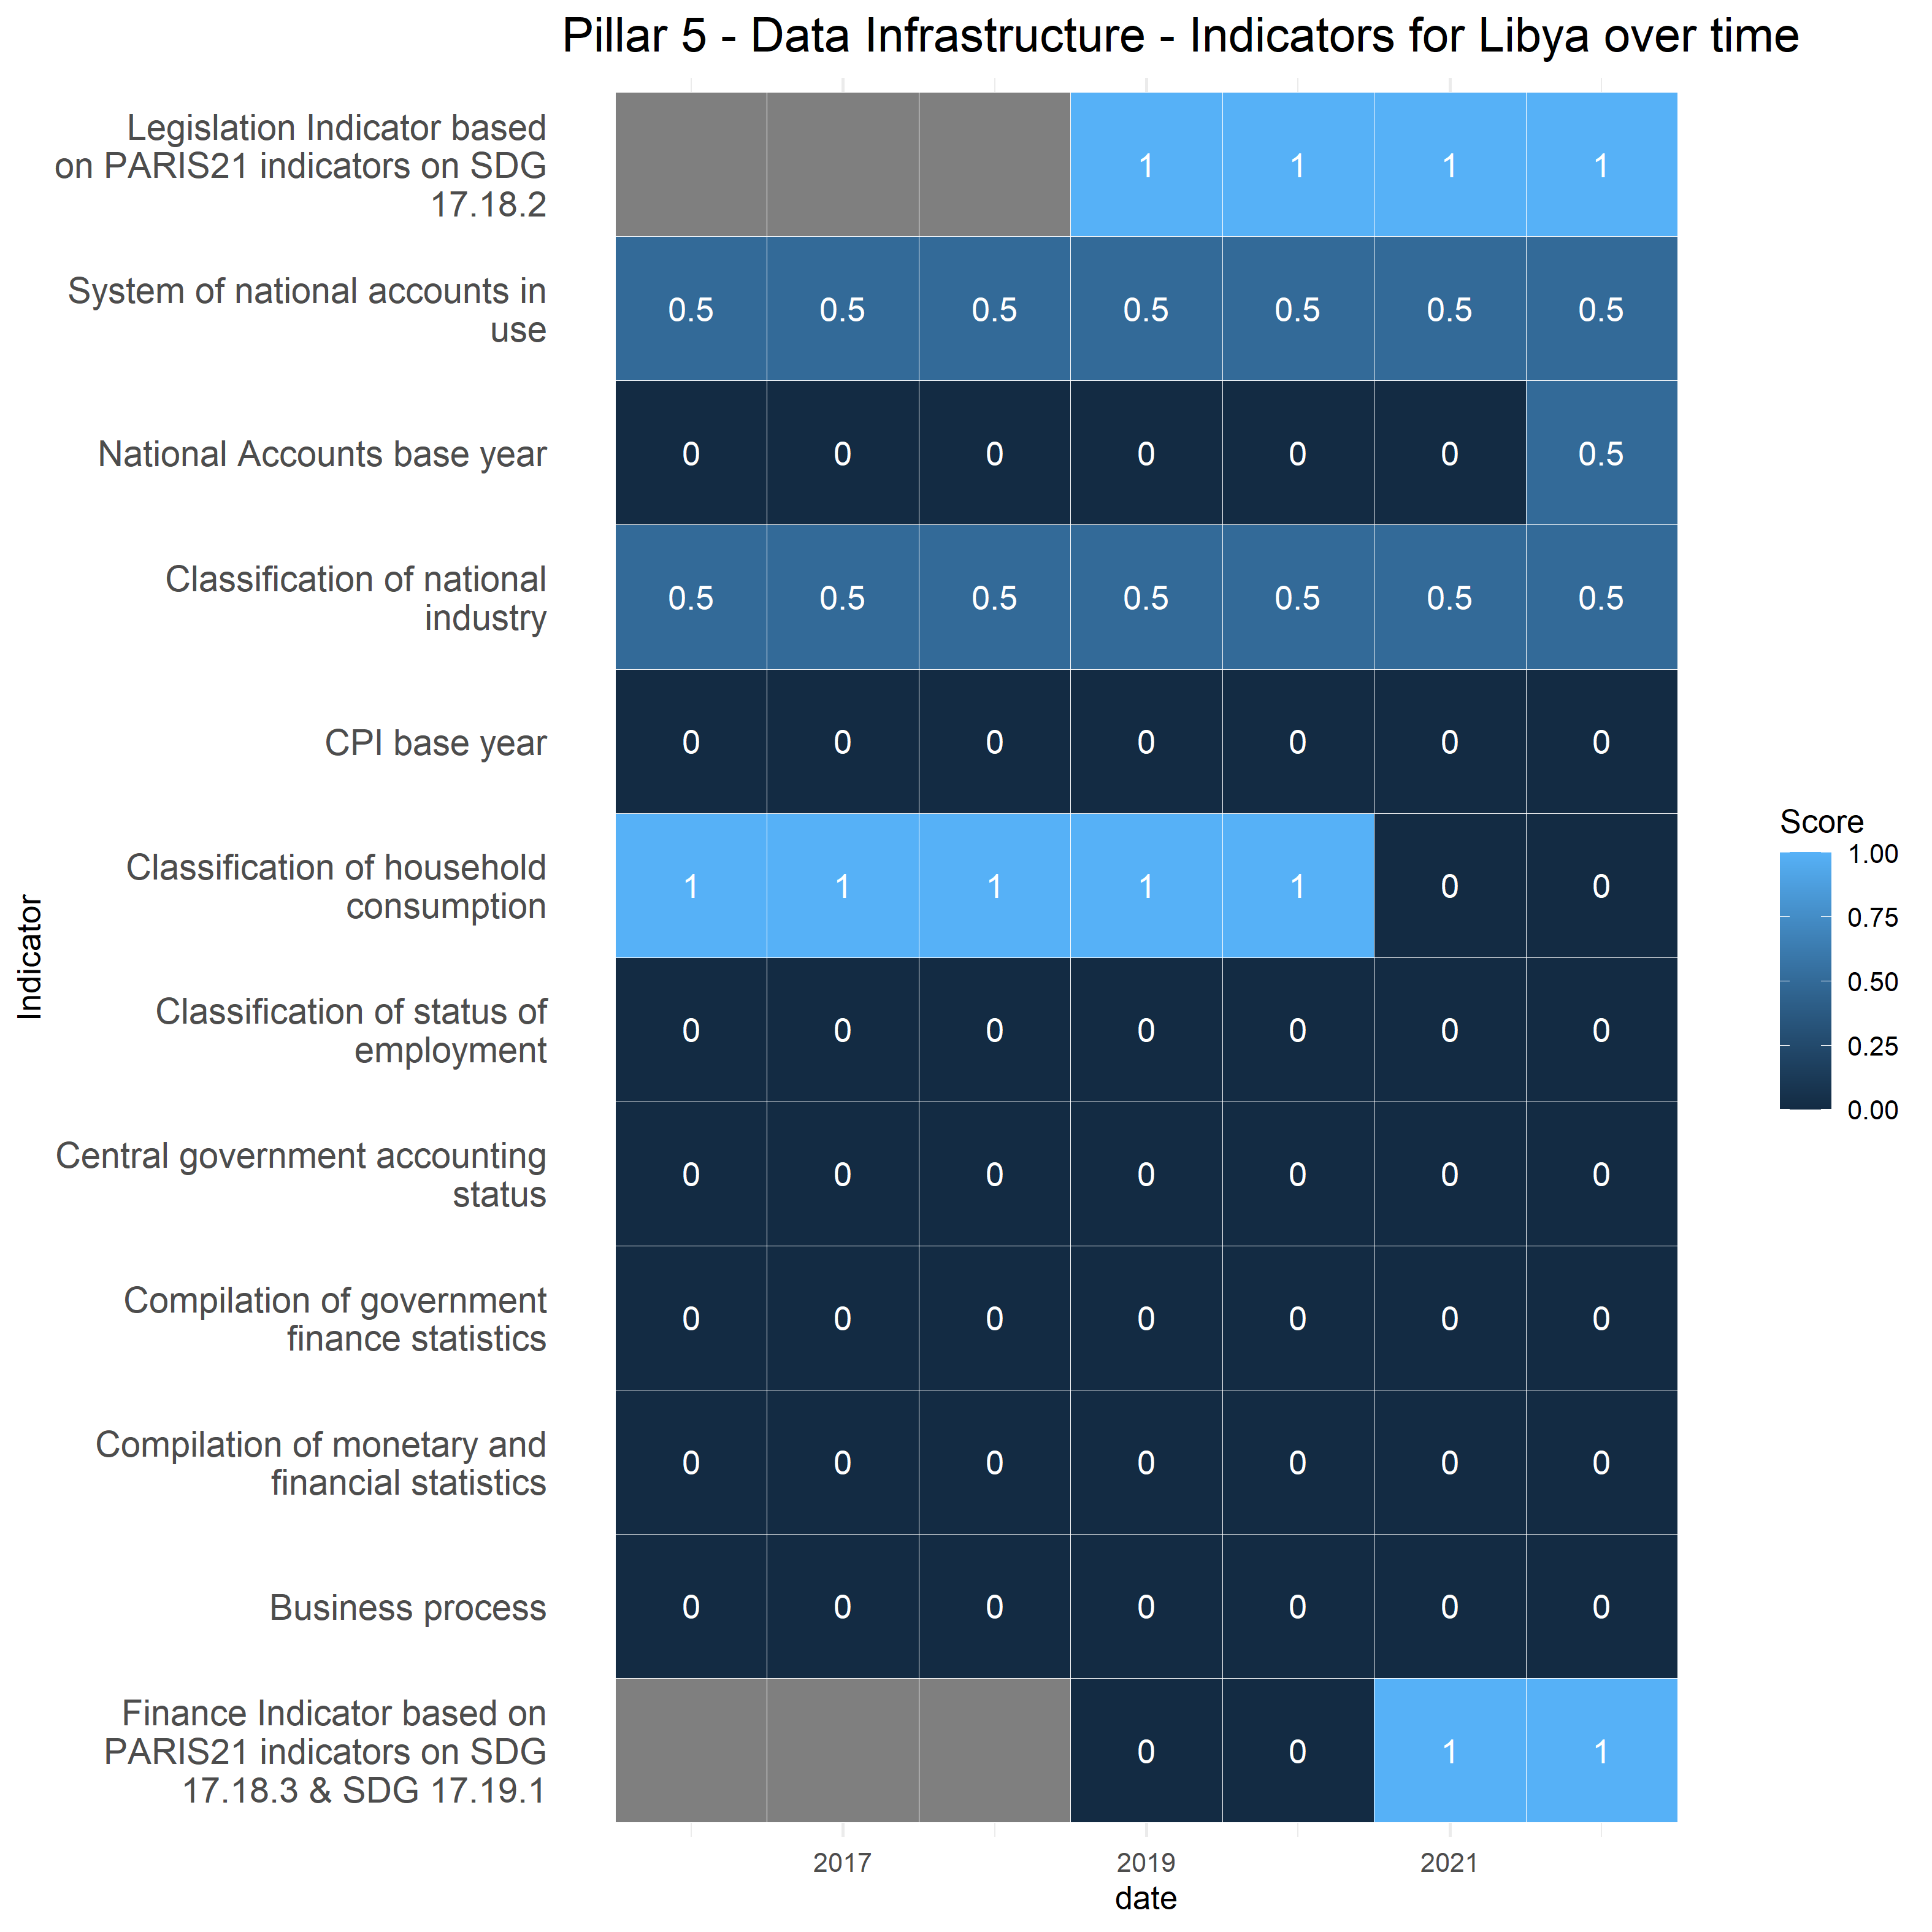 Pillar 5 - Data Infrastructure - Indicators for Libya over time
Legislation Indicator based
on PARIS21 indicators on SDG
17.18.2
1 1 1 1
System of national accounts in
use
0.5 0.5 0.5 0.5 0.5 0.5 0.5
National Accounts base year
0 0 0 0 0 0 0.5
Classification of national
industry
0.5 0.5 0.5 0.5 0.5 0.5 0.5
CPI base year
0 0 0 0 0 0 0
Classification of household
consumption
1 1 1 1 1 0 0
Classification of status of
employment
0 0 0 0 0 0 0
Central government accounting
status
0 0 0 0 0 0 0
Compilation of government
finance statistics
0 0 0 0 0 0 0
Compilation of monetary and
financial statistics
0 0 0 0 0 0 0
Business process
0 0 0 0 0 0 0
Finance Indicator based on
PARIS21 indicators on SDG
17.18.3 & SDG 17.19.1
0 0 1 1
2017 2019 2021
date
Indicator
Score
1.00
0.75
0.50
0.25
0.00